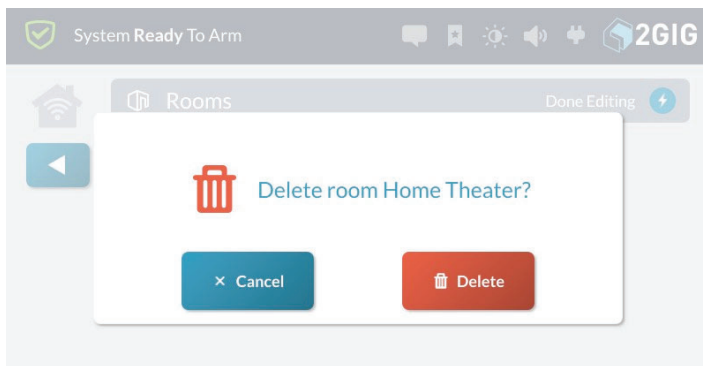 System Ready To Arm
2GIG
Rooms
Done Editing
Delete room Home Theater?
× Cancel
Delete